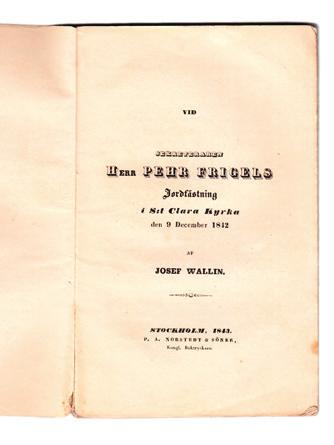 VID
SEKRETERAREN
HERR PEHR FRIGELS
Jordfästning
i S:t Clara Kyrka
den 9 December 1842
AF
JOSEF WALLIN.
STOCKHOLM, 1843.
P. A. NORSTEDT & SÖNER,
Kongl. Boktryckare.